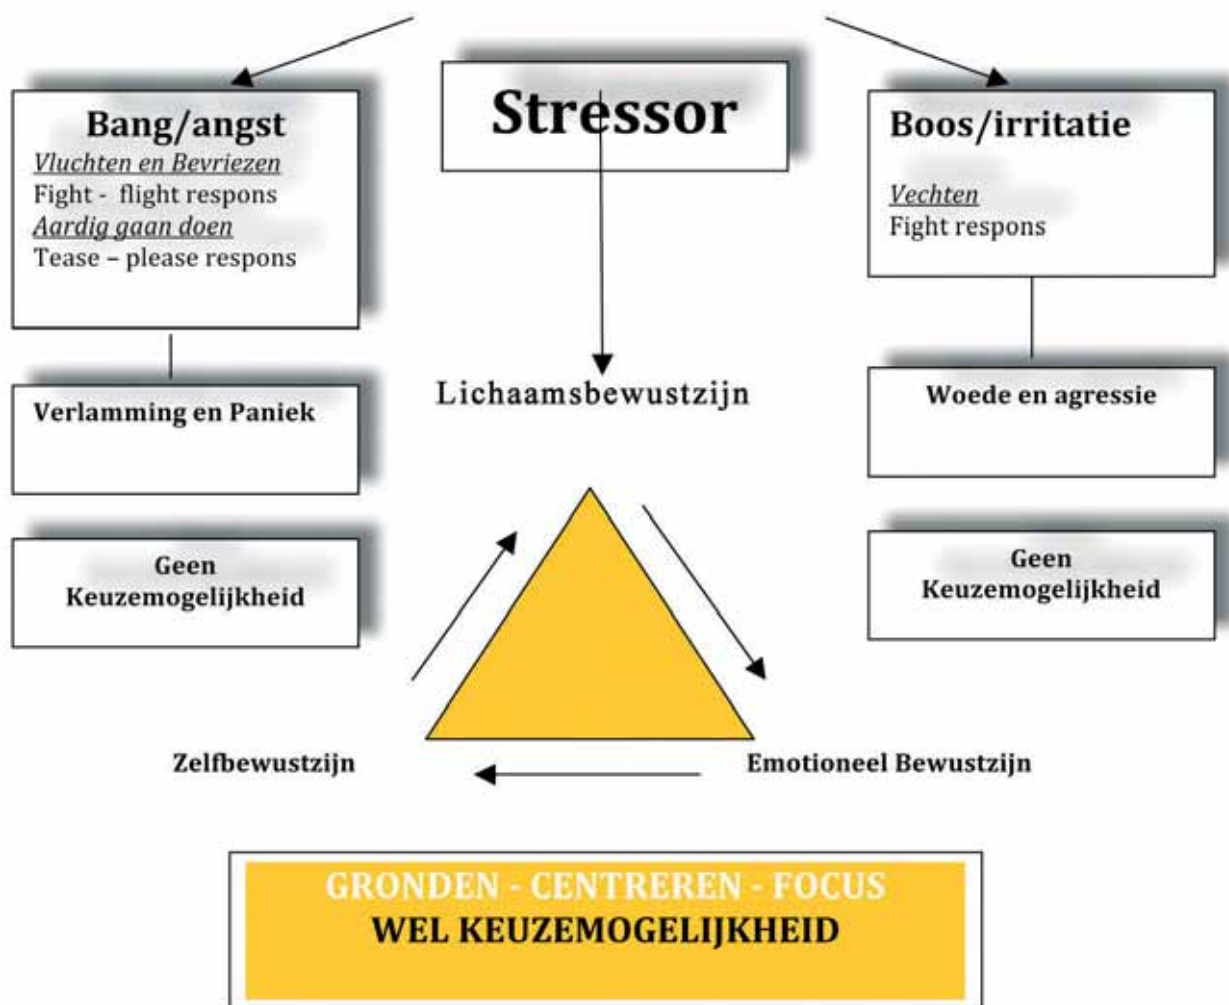 Stressor
Bang/angst
Vluchten en Bevriezen
Fight - flight respons
Aardig gaan doen
Tease – please respons
Boos/irritatie
Vechten
Fight respons
Verlamming en Paniek
Lichaamsbewustzijn
Woede en agressie
Geen
Keuzemogelijkheid
Geen
Keuzemogelijkheid
Zelfbewustzijn
Emotioneel Bewustzijn
GRONDEN - CENTREREN - FOCUS
WEL KEUZEMOGELIJKHEID